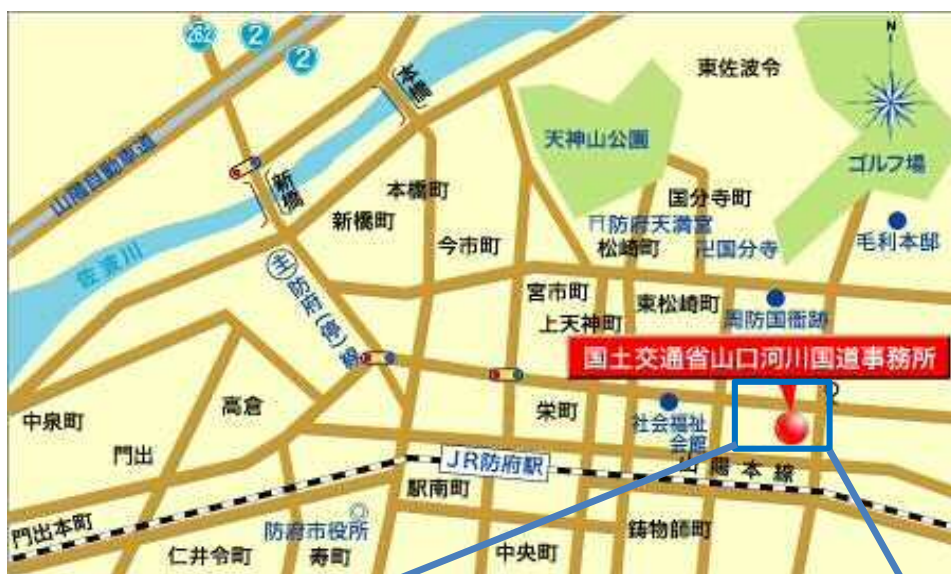 262
2
2
N
東佐波令
本橋
天神山公園
山陽自動車道
ゴルフ場
新橋
本橋町
国分寺町
新橋町
防府天満宮
毛利本邸
今市町
松崎町
卍国分寺
佐波川
主 防府(停)線
宮市町
東松崎町
上天神町
周防国衙跡
国土交通省山口河川国道事務所
高倉
中泉町
栄町
社会福祉
会館
門出
JR防府駅
山陽本線
駅南町
門出本町
防府市役所
鋳物師町
仁井令町
寿町
中央町